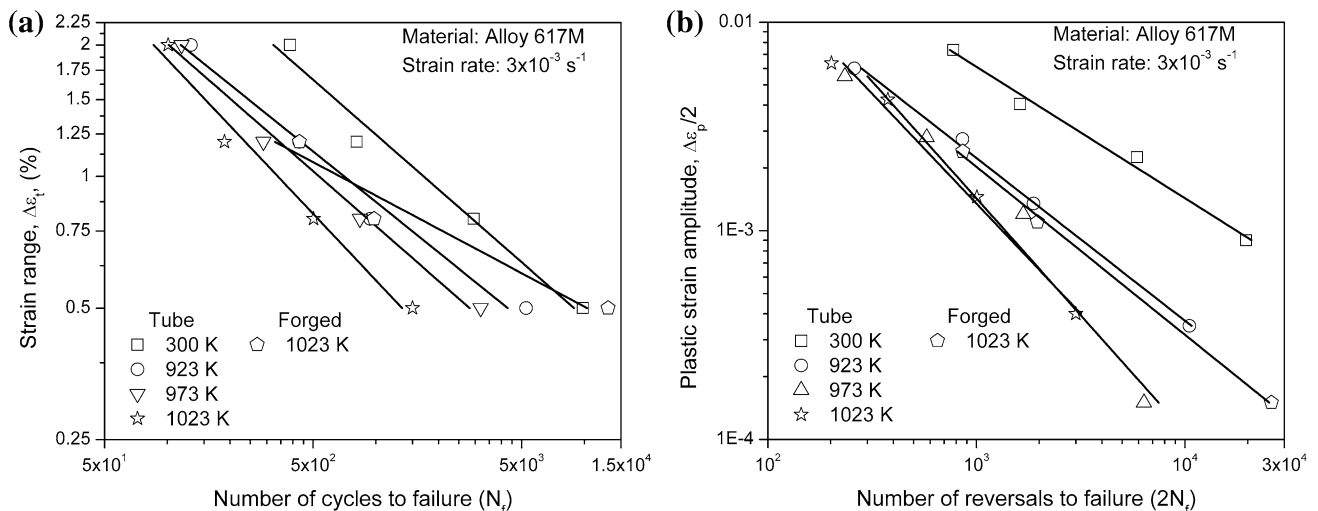 (a)
Material: Alloy 617M
Strain rate: 3x10⁻³ s⁻¹
Strain range, Δεₜ, (%)
2.25
2
1.75
1.5
1.25
1
0.75
0.5
0.25
Tube
Forged
300 K
1023 K
923 K
973 K
1023 K
5x10¹
5x10²
5x10³
1.5x10⁴
Number of cycles to failure (N_f)
(b)
Material: Alloy 617M
Strain rate: 3x10⁻³ s⁻¹
Plastic strain amplitude, Δεₚ/2
0.01
1E-3
1E-4
Tube
Forged
300 K
1023 K
923 K
973 K
1023 K
10²
10³
10⁴
3x10⁴
Number of reversals to failure (2N_f)